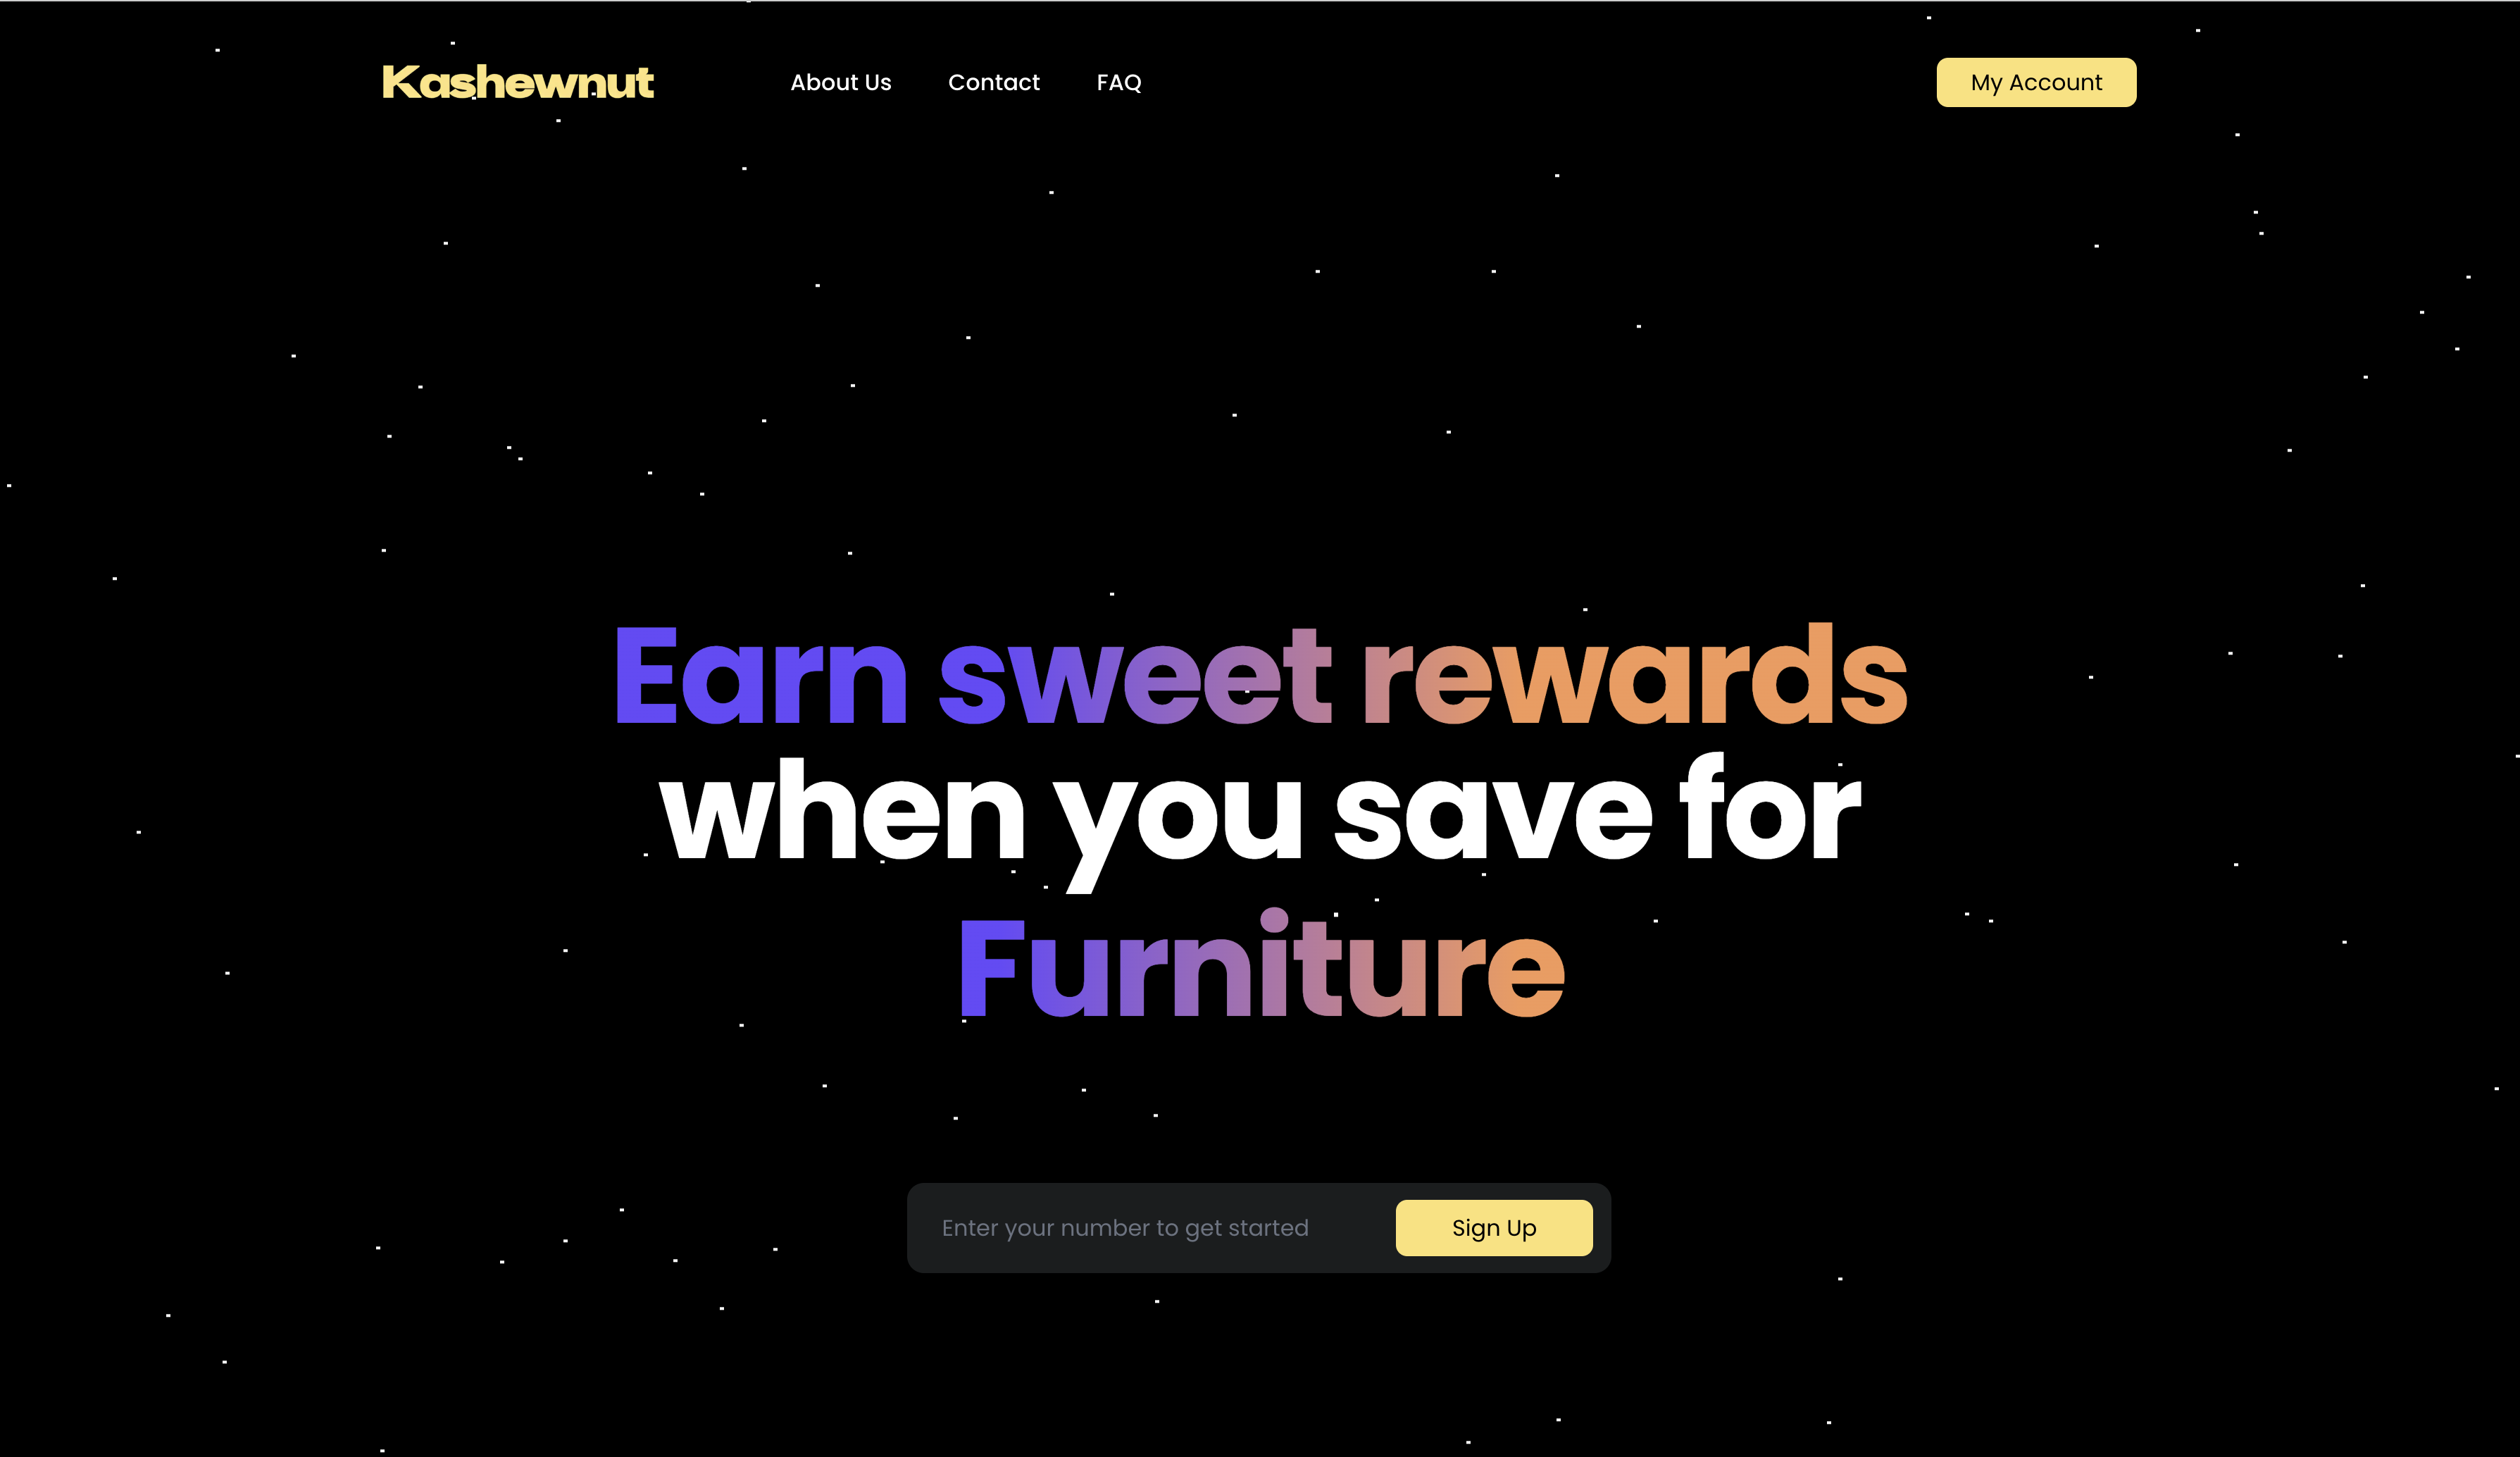 Kashewnut
About Us
Contact
FAQ
My Account
Earn sweet rewards
when you save for
Furniture
Enter your number to get started
Sign Up